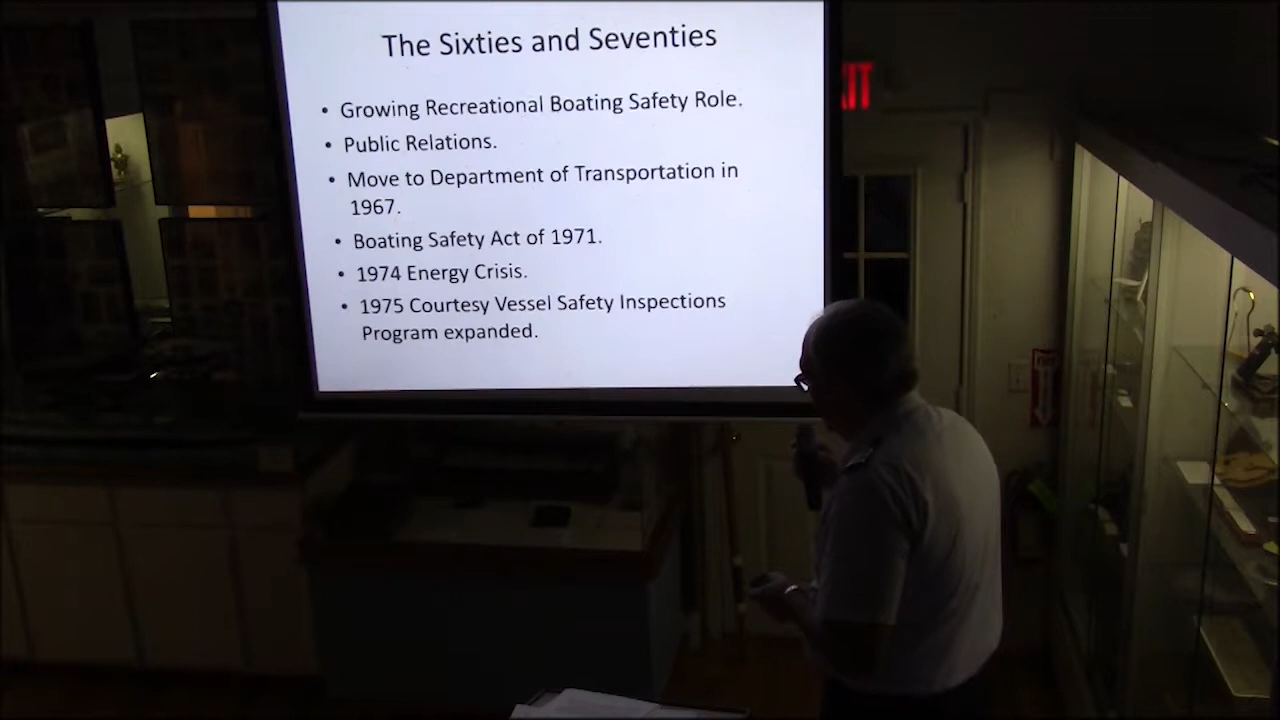 The Sixties and Seventies
• Growing Recreational Boating Safety Role.
• Public Relations.
• Move to Department of Transportation in
1967.
• Boating Safety Act of 1971.
• 1974 Energy Crisis.
• 1975 Courtesy Vessel Safety Inspections
Program expanded.
XIT